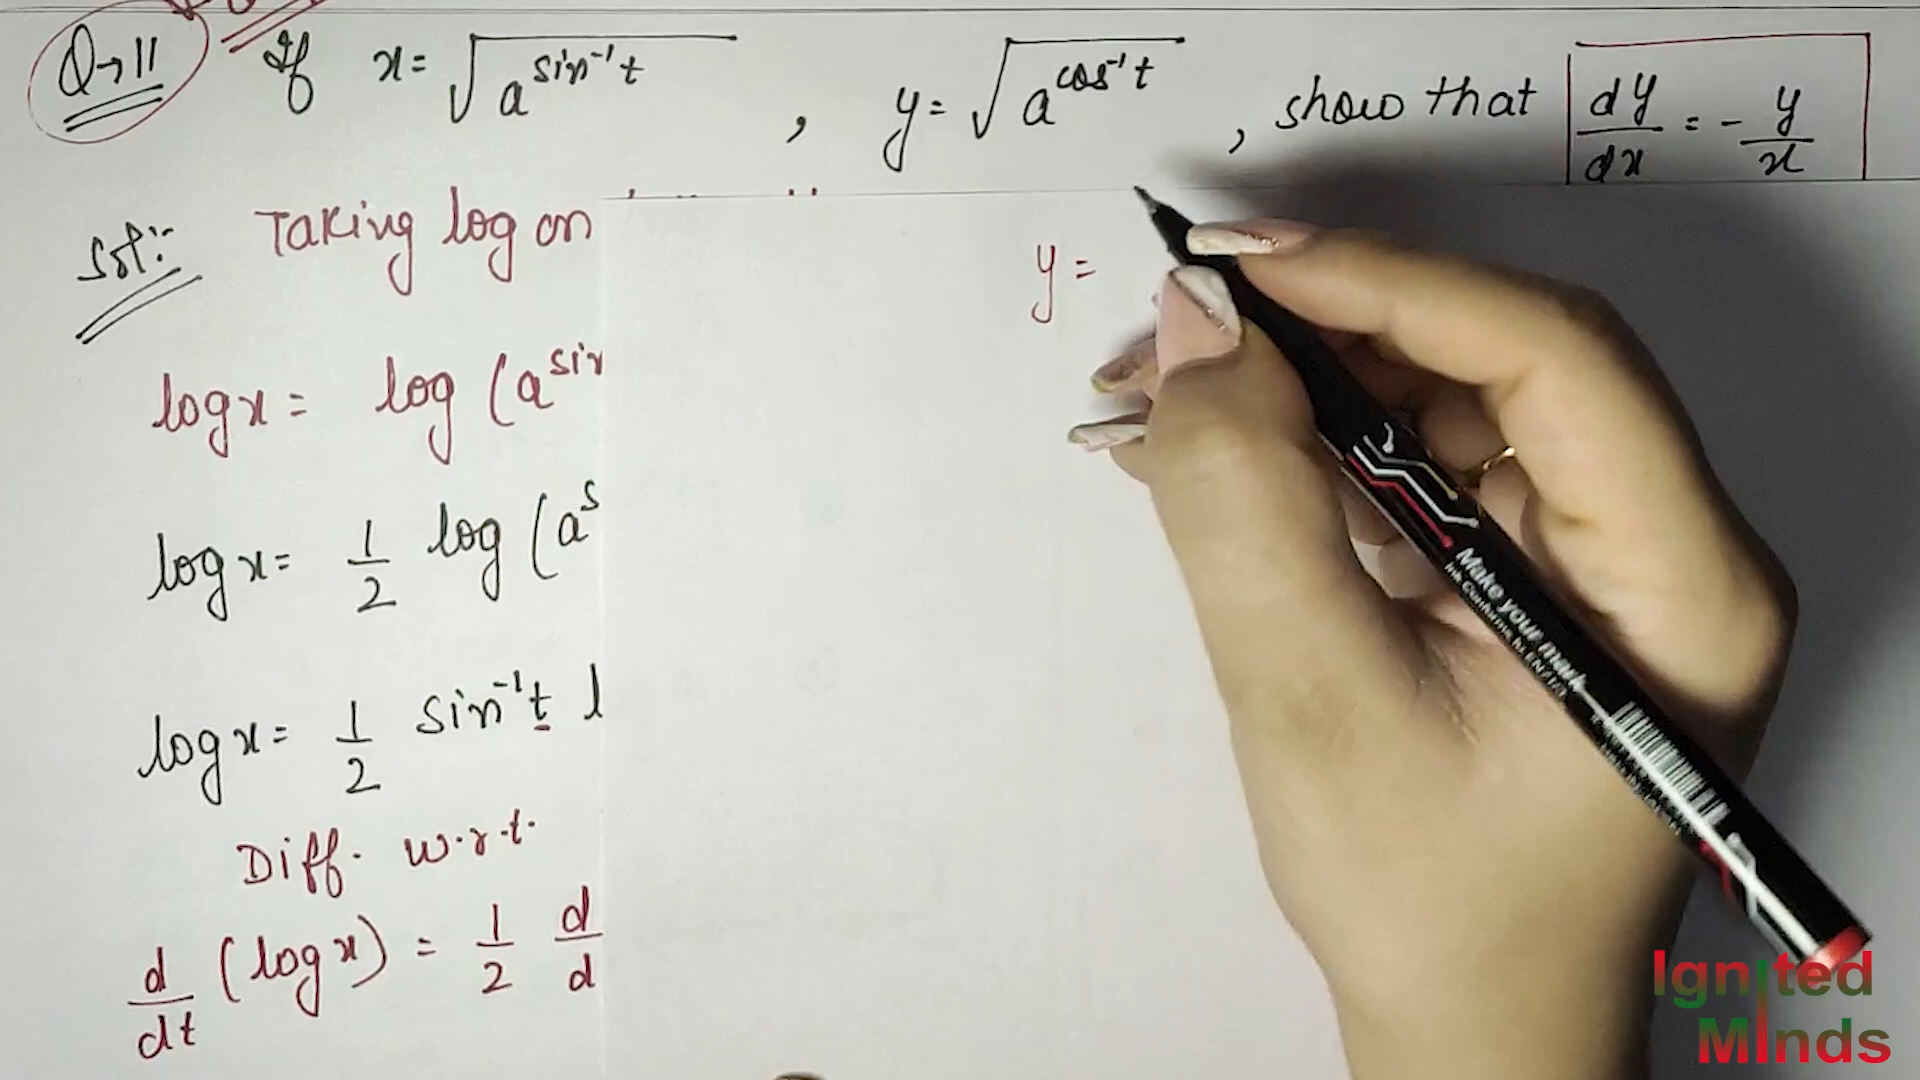 Q→11 If x = √a^(sin⁻¹t) , y = √a^(cos⁻¹t) , show that dy/dx = - y/x
Sol:- Taking log on
y =
log x = log (a^sin
log x = 1/2 log (a^s
log x = 1/2 sin⁻¹t l
Diff. w.r.t.
d/dt (log x) = 1/2 d/d
Make your mark
Ignited
Minds